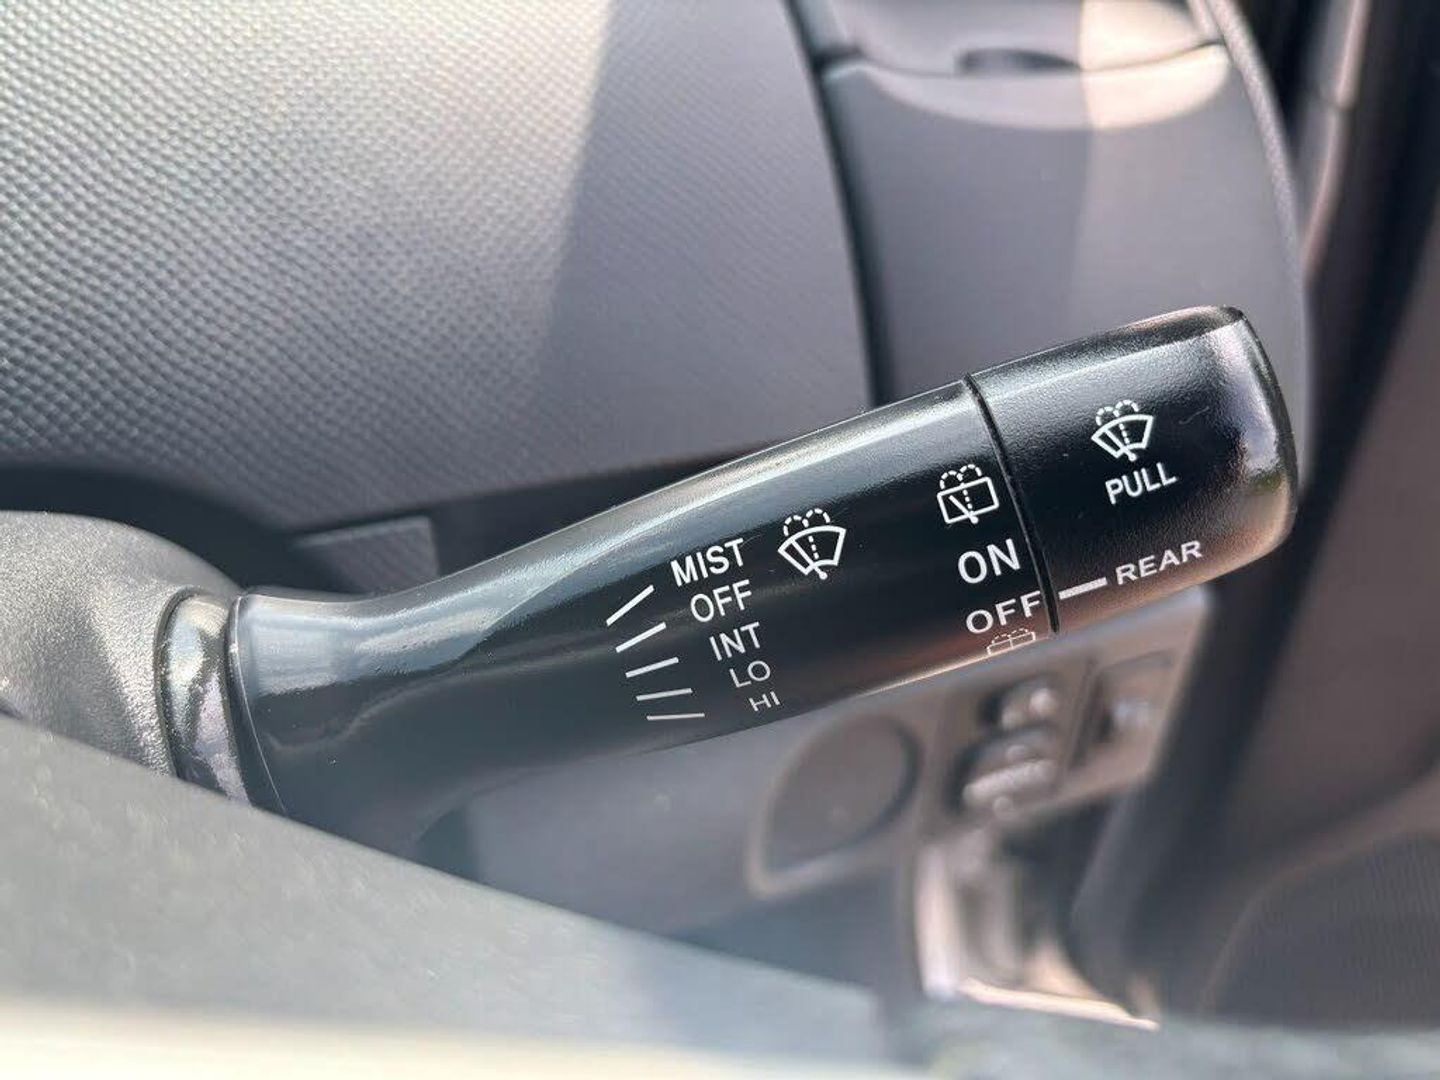 MIST
OFF
INT
LO
HI
ON
OFF
PULL
REAR